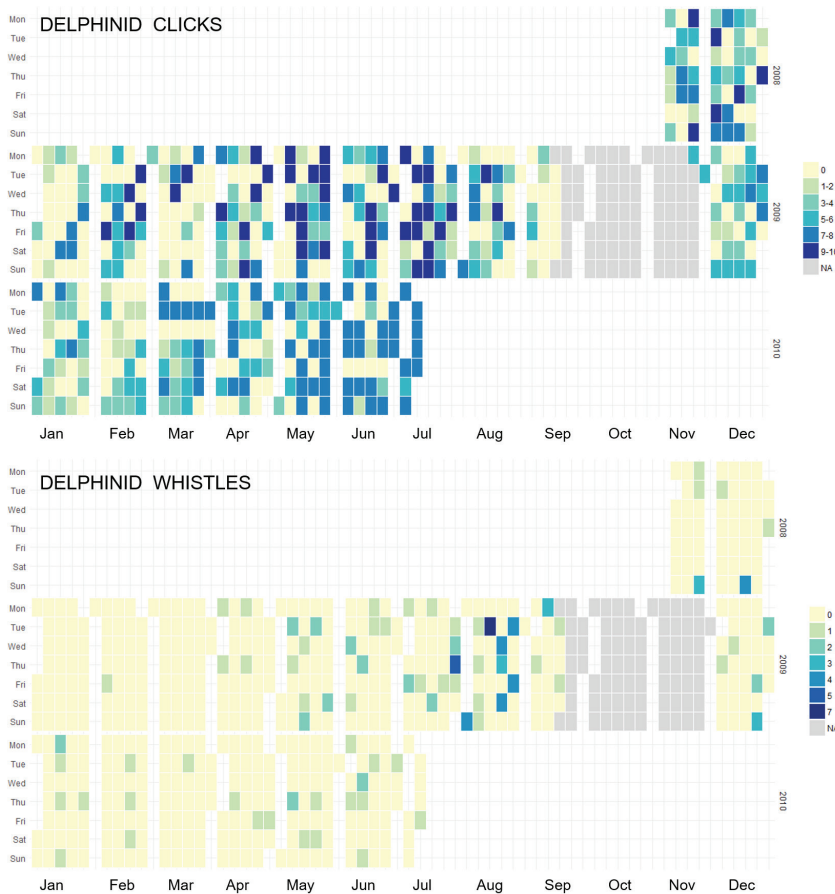 DELPHINID CLICKS
Mon
Tue
Wed
Thu
Fri
Sat
Sun
2008
Mon
Tue
Wed
Thu
Fri
Sat
Sun
2009
Mon
Tue
Wed
Thu
Fri
Sat
Sun
2010
Jan Feb Mar Apr May Jun Jul Aug Sep Oct Nov Dec
0
1-2
3-4
5-6
7-8
9-10
NA
DELPHINID WHISTLES
Mon
Tue
Wed
Thu
Fri
Sat
Sun
2008
Mon
Tue
Wed
Thu
Fri
Sat
Sun
2009
Mon
Tue
Wed
Thu
Fri
Sat
Sun
2010
Jan Feb Mar Apr May Jun Jul Aug Sep Oct Nov Dec
0
1
2
3
4
5
7
NA